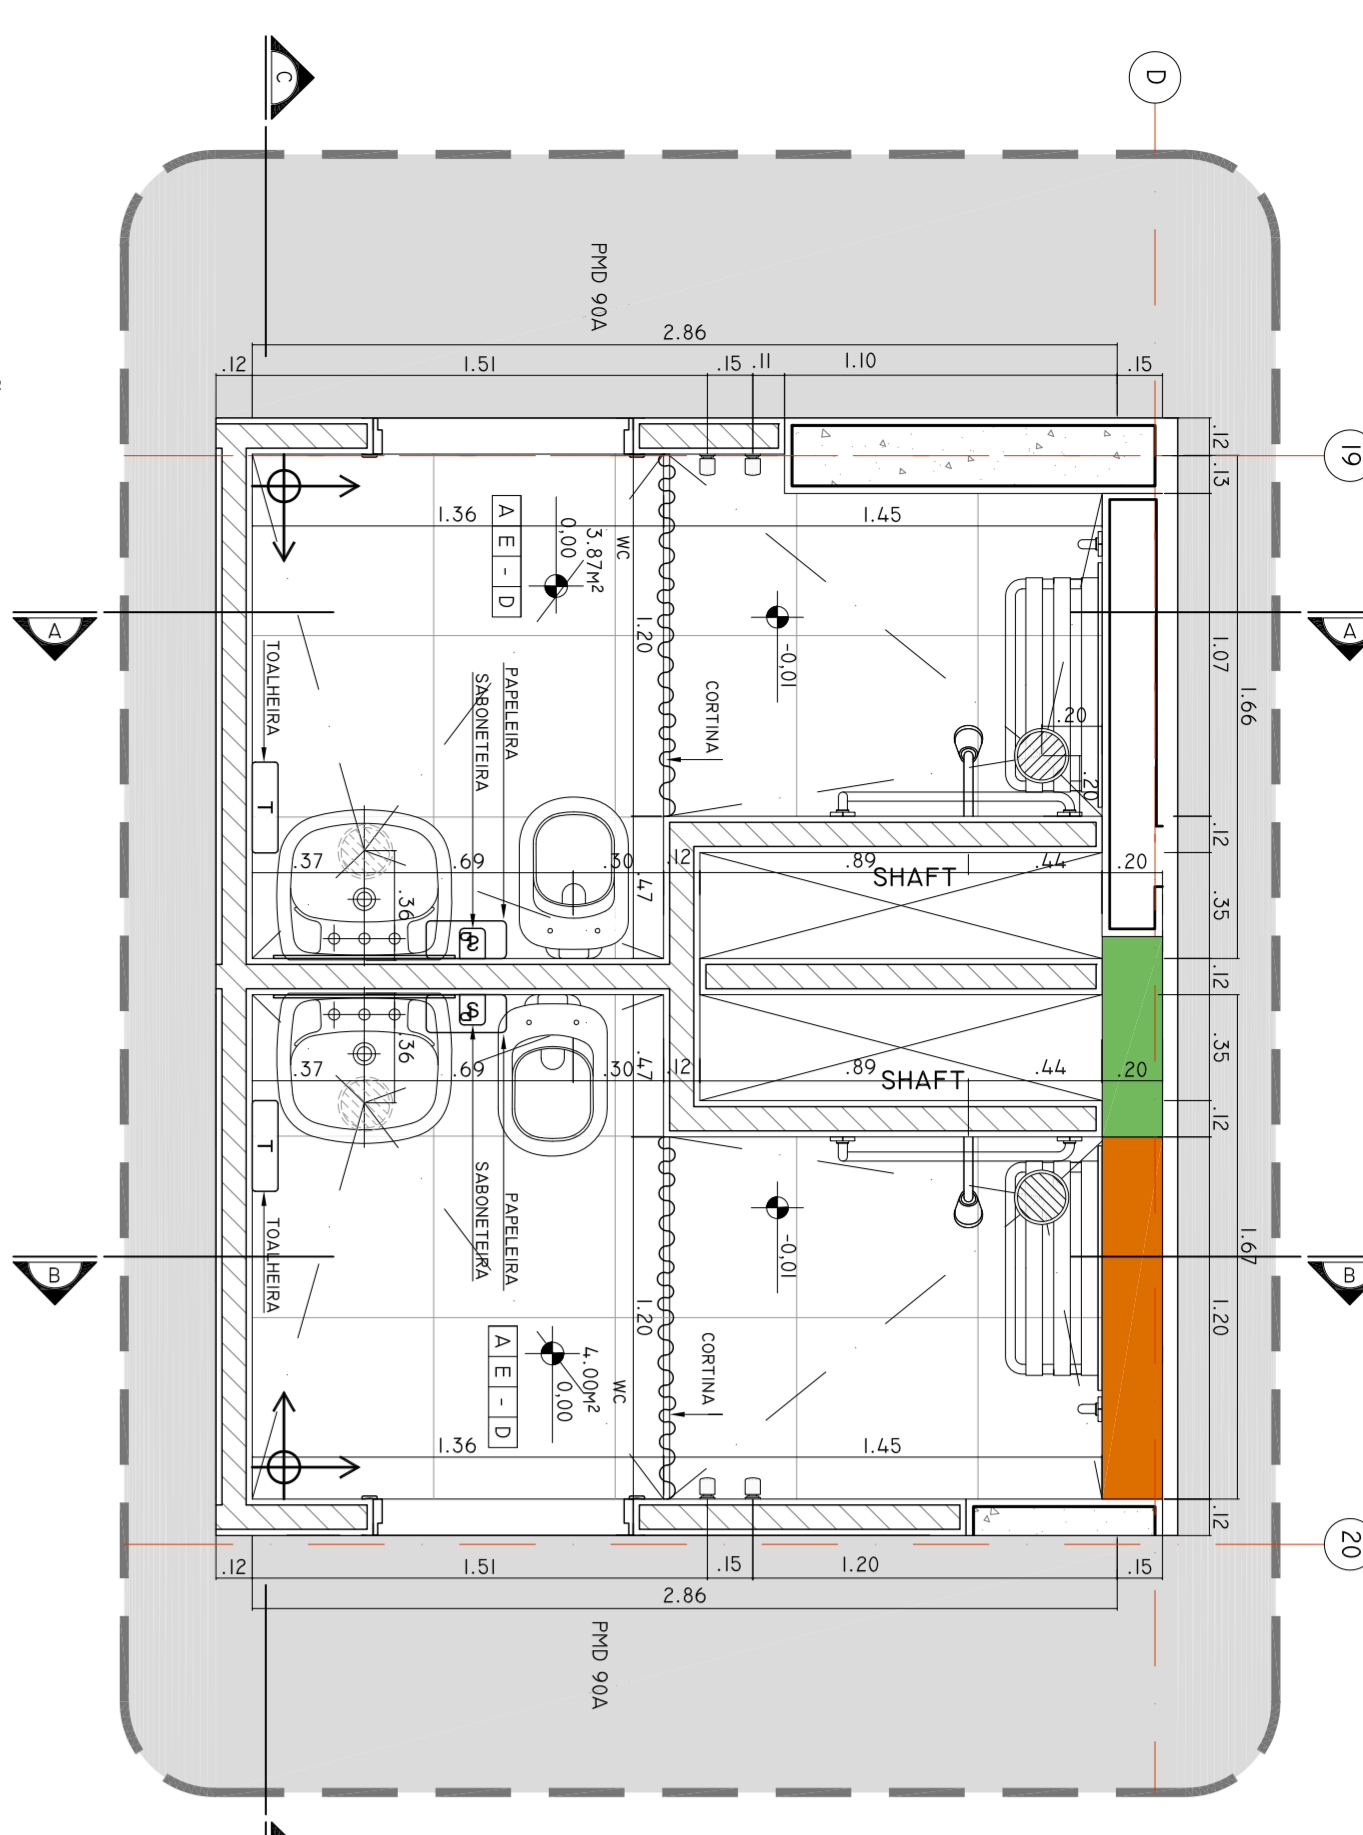 C
D
PMD 90A
2.86
.12
1.51
.15
.11
1.10
.15
19
.12
.13
1.36
1.45
A E - D
0,00
3.87M²
WC
-0,01
A
A
1.07
1.66
1.20
TOALHEIRA
SABONETEIRA
PAPELEIRA
CORTINA
.20
.20
T
.12
.37
.69
.30
.12
.89
.44
.20
SHAFT
.47
.36
.35
S
.12
S
.36
.35
.37
.69
.30
.47
.12
.89
.44
.20
SHAFT
.12
T
SABONETEIRA
PAPELEIRA
TOALHEIRA
-0,01
1.67
B
B
1.20
1.20
CORTINA
A E - D
4.00M²
0,00
WC
1.36
1.45
.12
20
.12
1.51
.15
1.20
.15
2.86
PMD 90A